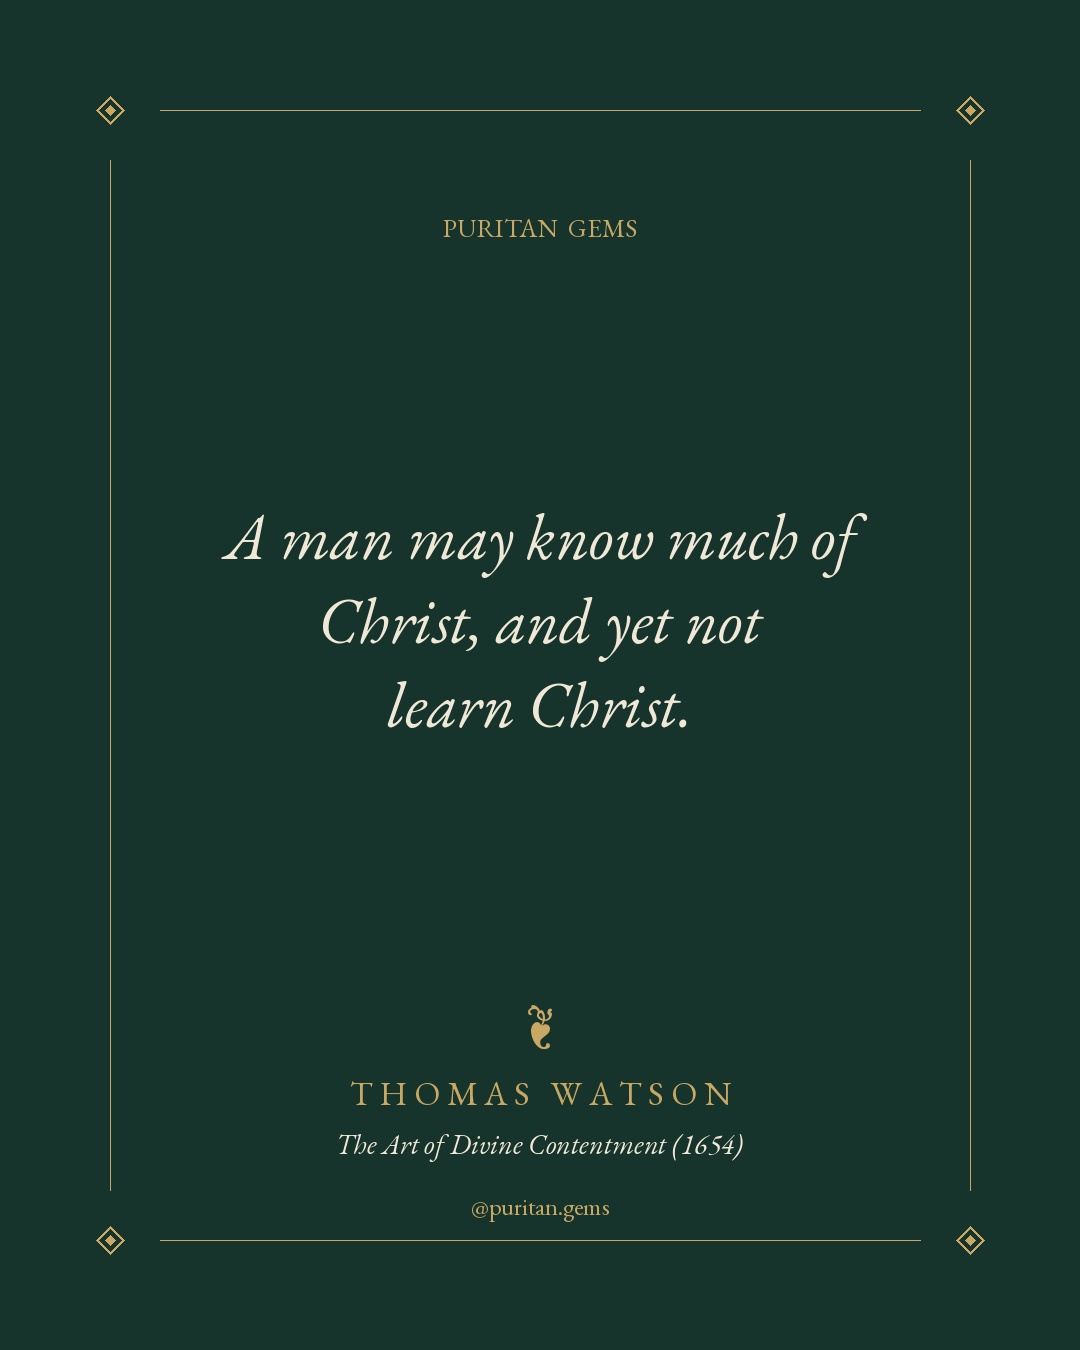 PURITAN GEMS
A man may know much of
Christ, and yet not
learn Christ.
❦
THOMAS WATSON
The Art of Divine Contentment (1654)
@puritan.gems